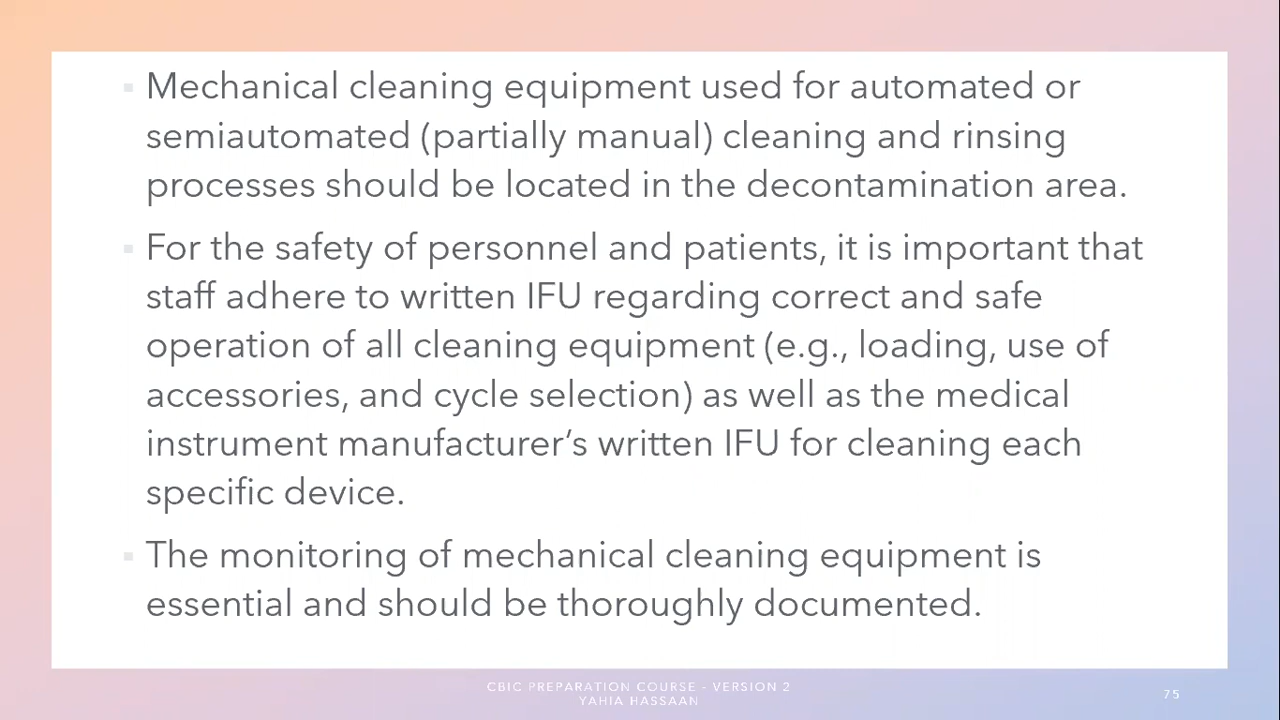 Mechanical cleaning equipment used for automated or
semiautomated (partially manual) cleaning and rinsing
processes should be located in the decontamination area.
For the safety of personnel and patients, it is important that
staff adhere to written IFU regarding correct and safe
operation of all cleaning equipment (e.g., loading, use of
accessories, and cycle selection) as well as the medical
instrument manufacturer’s written IFU for cleaning each
specific device.
The monitoring of mechanical cleaning equipment is
essential and should be thoroughly documented.
CBIC PREPARATION COURSE - VERSION 2
YAHIA HASSAAN
75